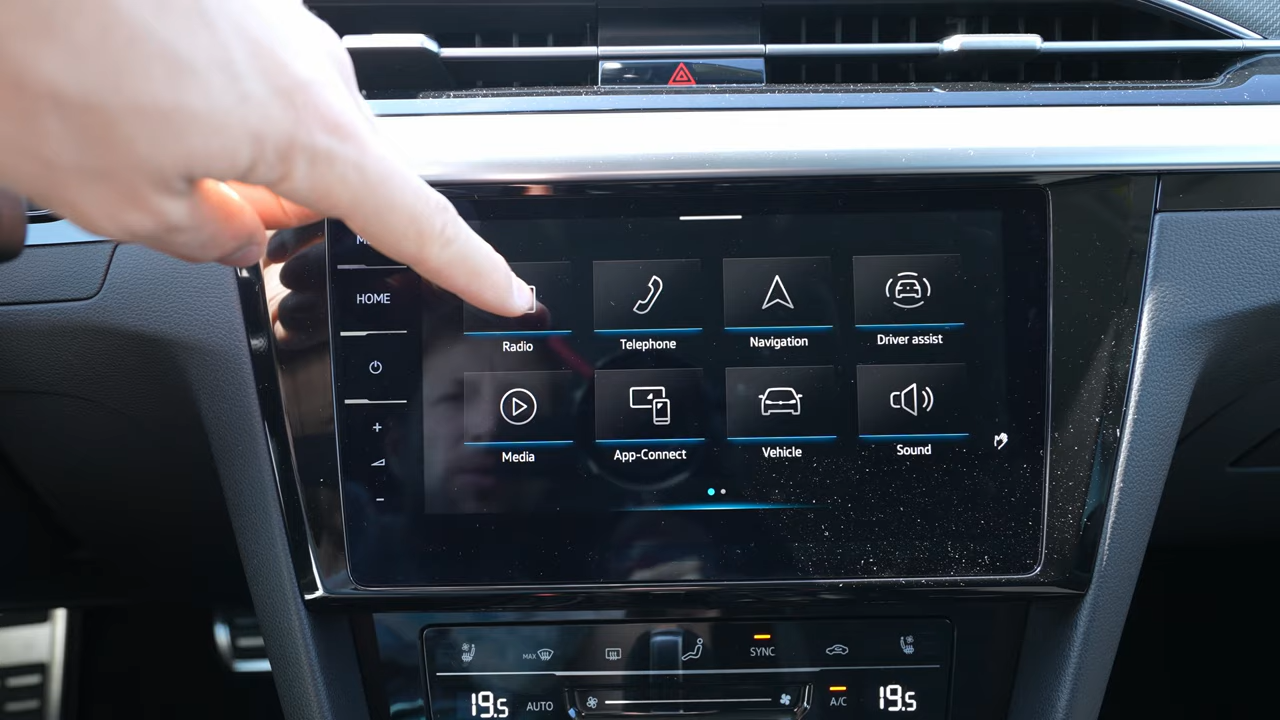 HOME
Radio
Telephone
Navigation
Driver assist
Media
App-Connect
Vehicle
Sound
MAX
SYNC
19.5
AUTO
A/C
19.5